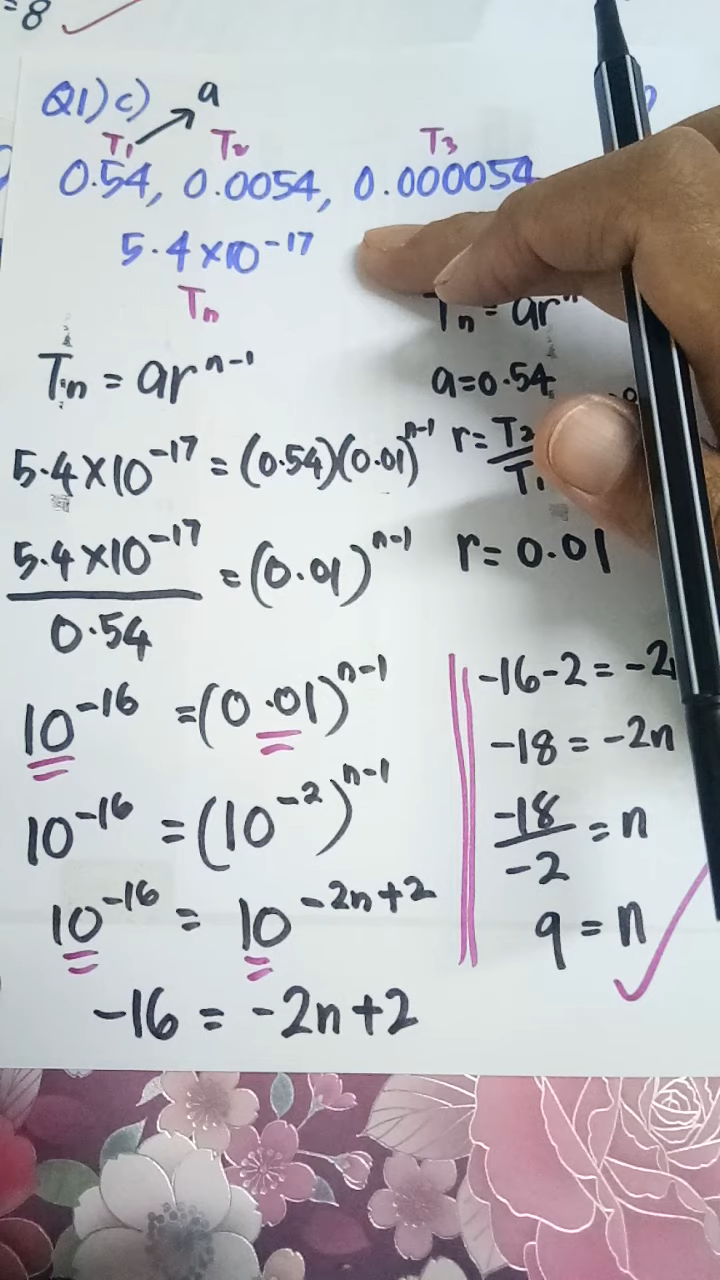 =8
Q1)c) a
T₁ T₂ T₃
0.54, 0.0054, 0.000054
5.4×10⁻¹⁷
Tn
Tn = arⁿ⁻¹
5.4×10⁻¹⁷ = (0.54)(0.01)ⁿ⁻¹
5.4×10⁻¹⁷ / 0.54 = (0.01)ⁿ⁻¹
10⁻¹⁶ = (0.01)ⁿ⁻¹
10⁻¹⁶ = (10⁻²)ⁿ⁻¹
10⁻¹⁶ = 10⁻²ⁿ⁺²
-16 = -2n+2
Tn = arⁿ
a=0.54
r = T₂ / T₁
r = 0.01
-16-2 = -2
-18 = -2n
-18 / -2 = n
9 = n